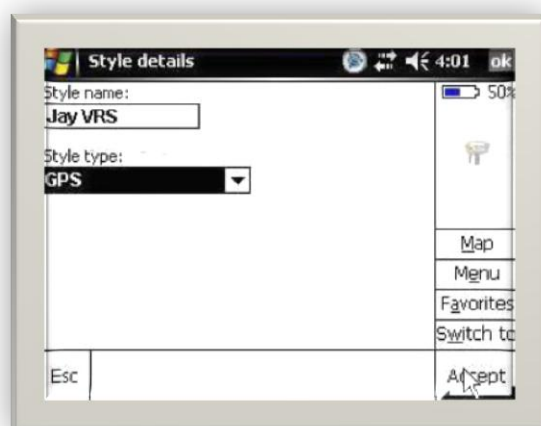 Style details 4:01 ok
Style name: 50%
Jay VRS
Style type:
GPS
Map
Menu
Favorites
Switch to
Esc Accept